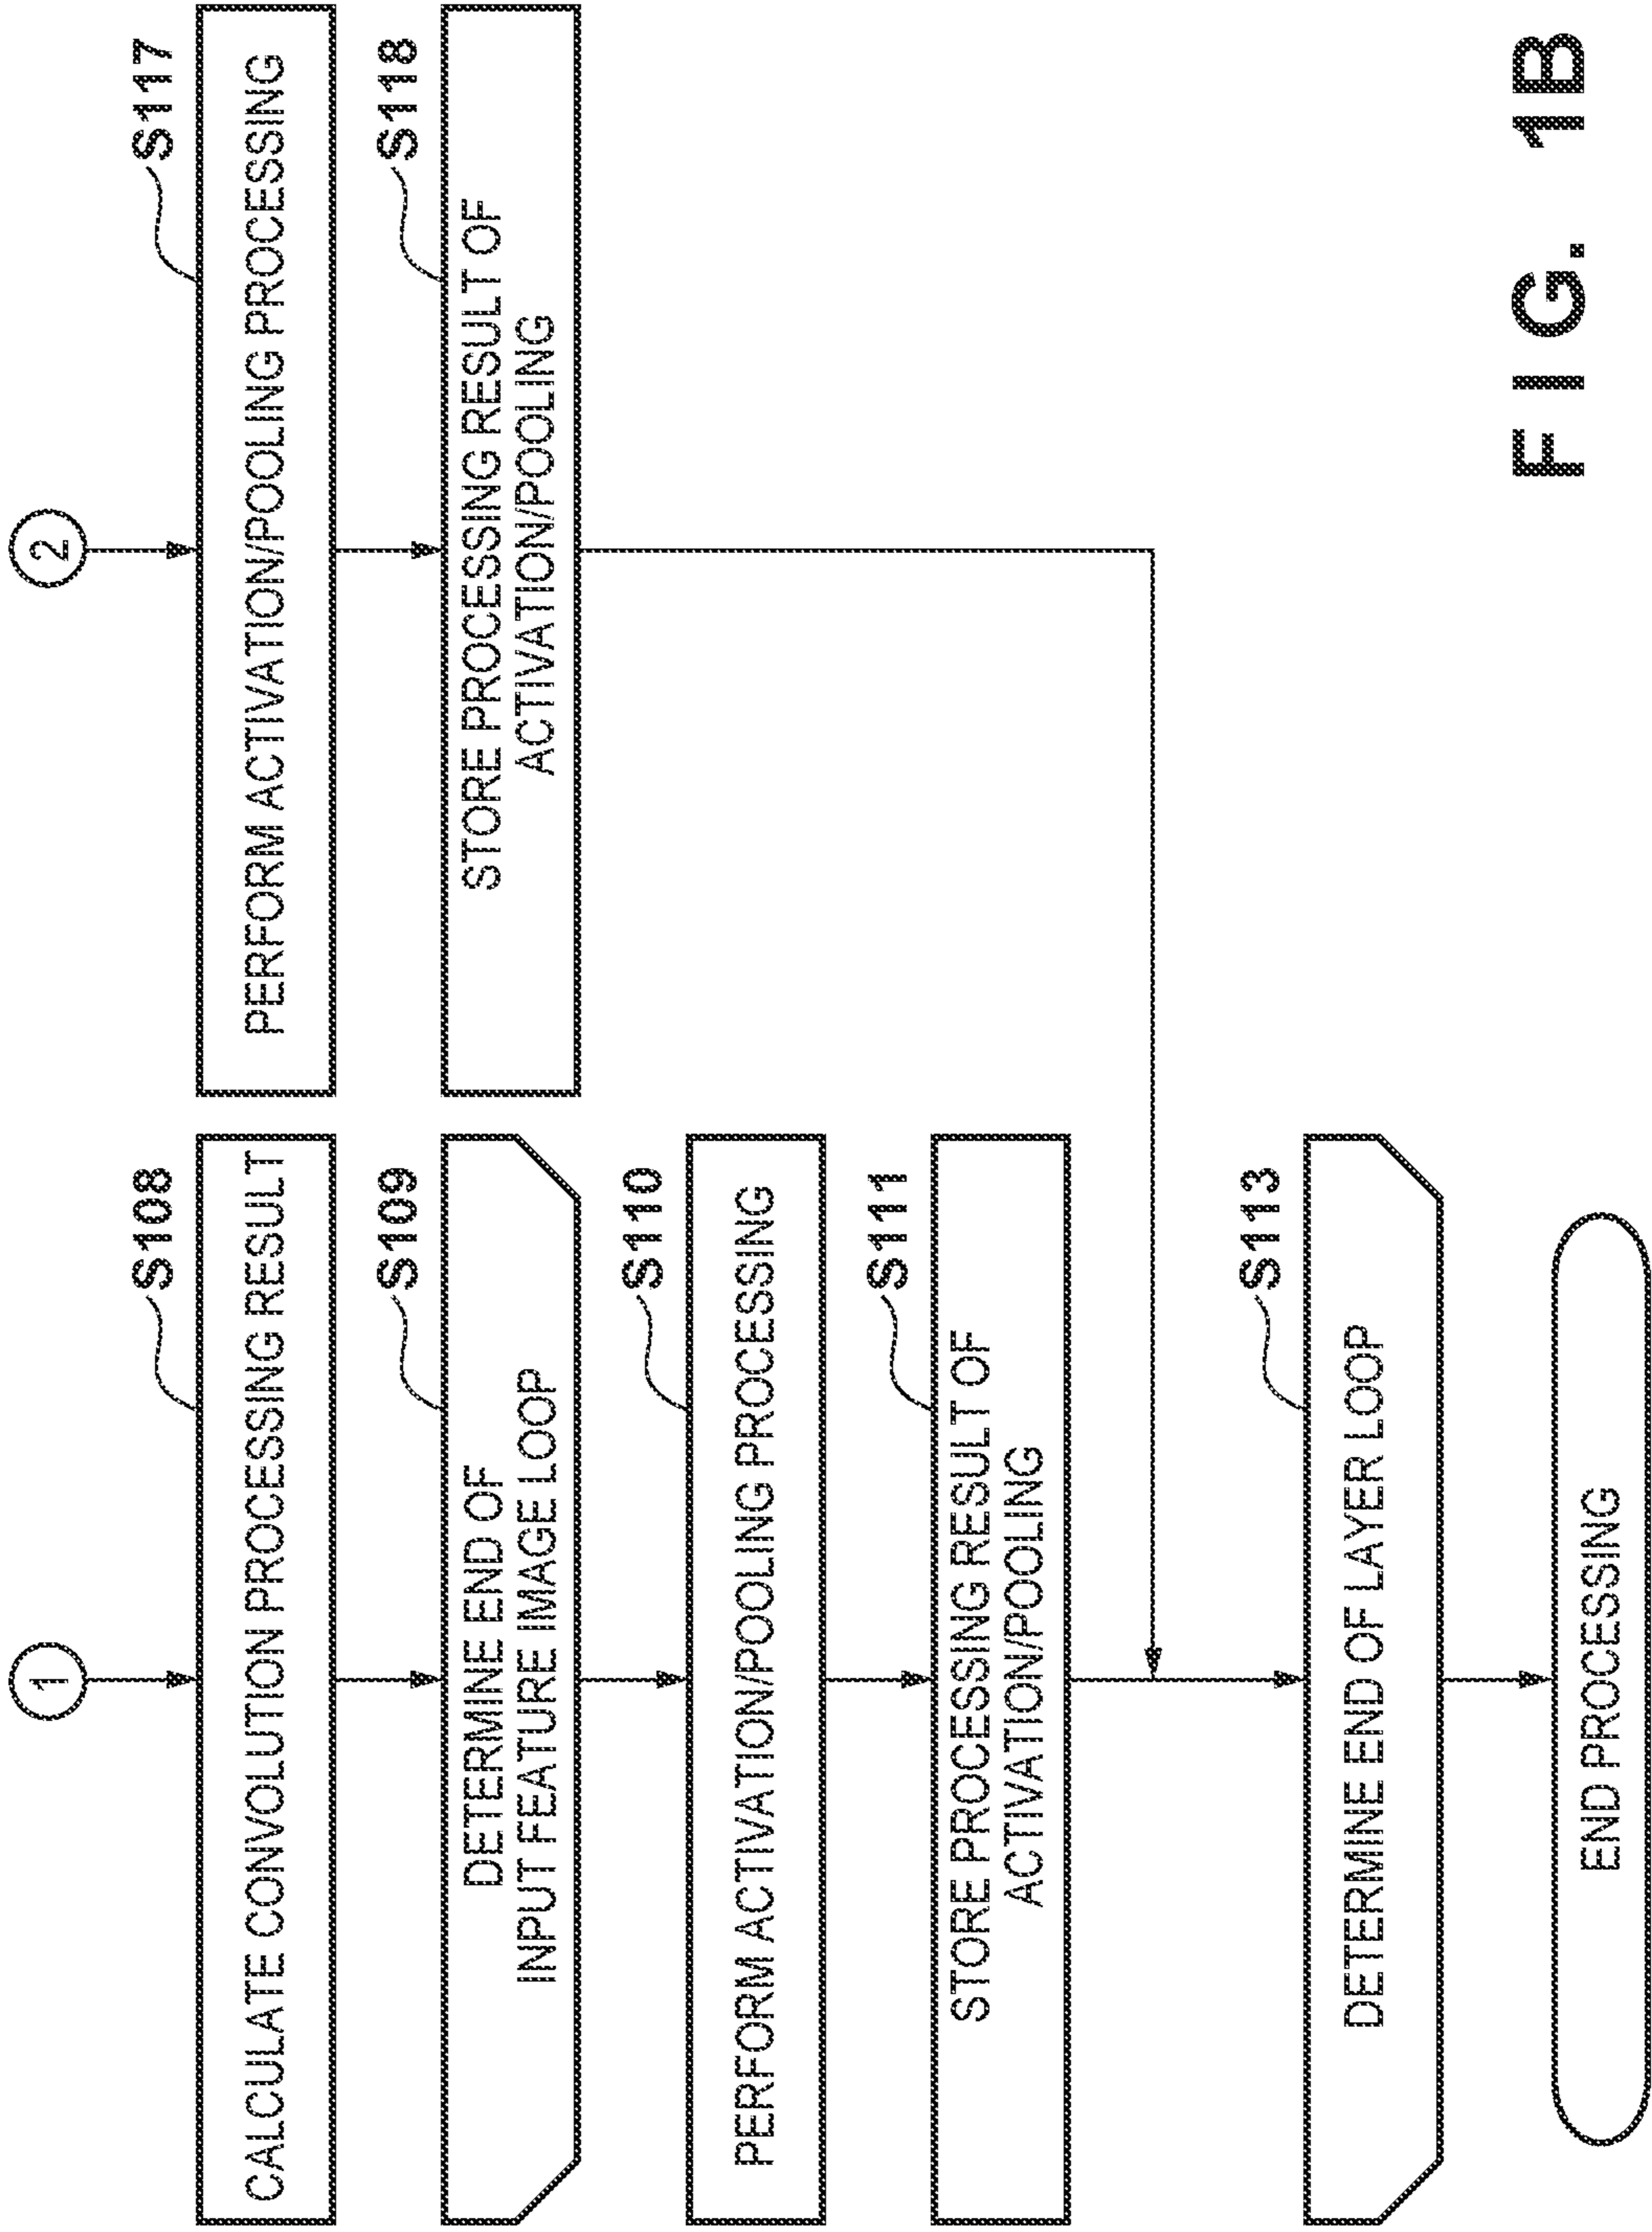 1
S108
CALCULATE CONVOLUTION PROCESSING RESULT
S109
DETERMINE END OF
INPUT FEATURE IMAGE LOOP
S110
PERFORM ACTIVATION/POOLING PROCESSING
S111
STORE PROCESSING RESULT OF
ACTIVATION/POOLING
S113
DETERMINE END OF LAYER LOOP
END PROCESSING
2
S117
PERFORM ACTIVATION/POOLING PROCESSING
S118
STORE PROCESSING RESULT OF
ACTIVATION/POOLING
FIG. 1B